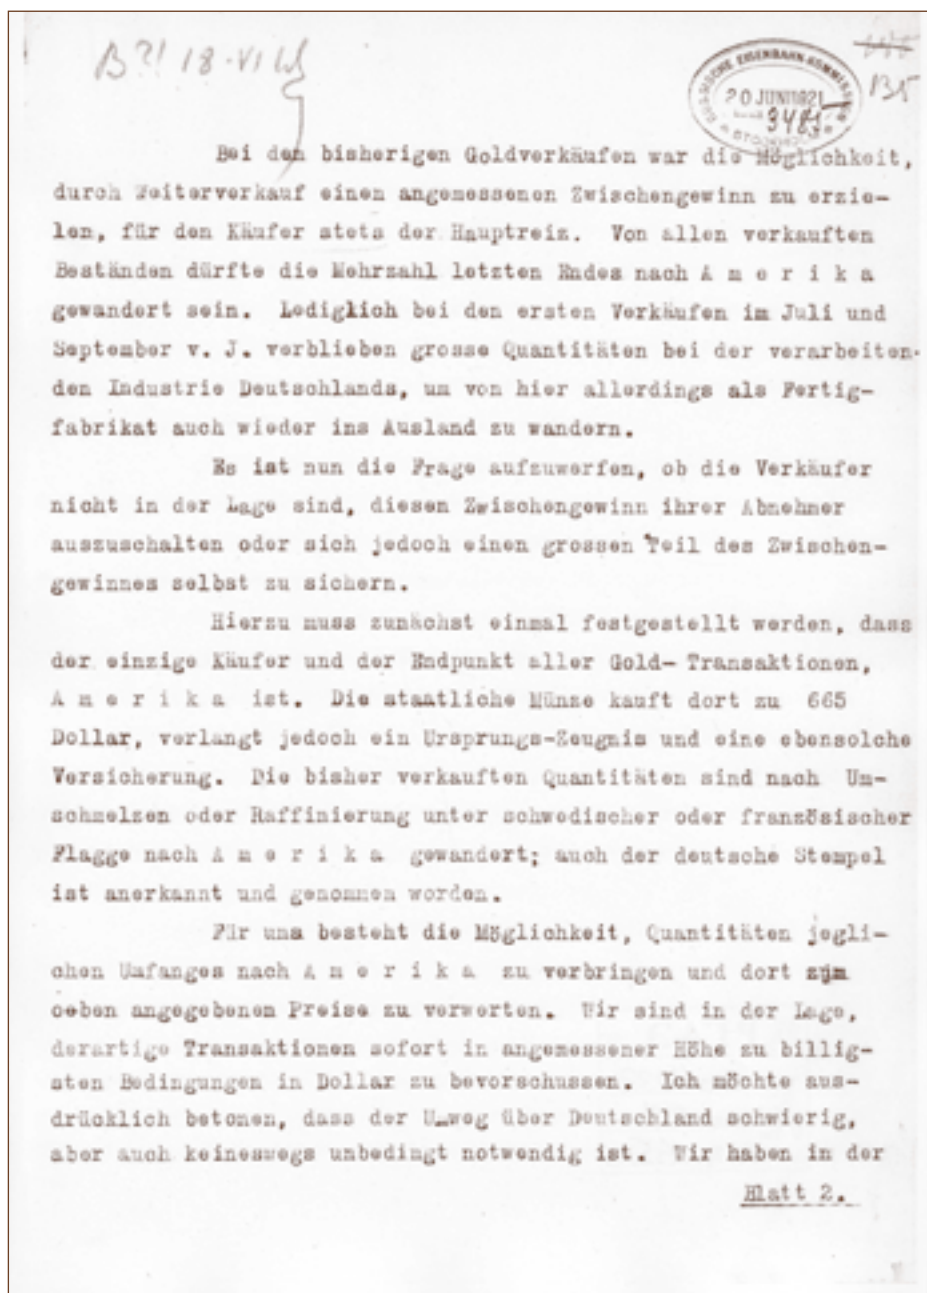 B?! 18-VI
RUSSISCHE EISENBAHN-KOMMISSION
20 JUNI 1921
3485
STOCKHOLM
B5
Bei den bisherigen Goldverkäufen war die Möglichkeit,
durch Weiterverkauf einen angemessenen Zwischengewinn zu erzie-
len, für den Käufer stets der Hauptreiz. Von allen verkauften
Beständen dürfte die Mehrzahl letzten Endes nach A m e r i k a
gewandert sein. Lediglich bei den ersten Verkäufen im Juli und
September v. J. verblieben grosse Quantitäten bei der verarbeiten-
den Industrie Deutschlands, um von hier allerdings als Fertig-
fabrikat auch wieder ins Ausland zu wandern.
Es ist nun die Frage aufzuwerfen, ob die Verkäufer
nicht in der Lage sind, diesen Zwischengewinn ihrer Abnehmer
auszuschalten oder sich jedoch einen grossen Teil des Zwischen-
gewinnes selbst zu sichern.
Hierzu muss zunächst einmal festgestellt werden, dass
der einzige Käufer und der Endpunkt aller Gold- Transaktionen,
A m e r i k a ist. Die staatliche Münze kauft dort zu 665
Dollar, verlangt jedoch ein Ursprungs-Zeugnis und eine ebensolche
Versicherung. Die bisher verkauften Quantitäten sind nach Um-
schmelzen oder Raffinierung unter schwedischer oder französischer
Flagge nach A m e r i k a gewandert; auch der deutsche Stempel
ist anerkannt und genommen worden.
Für uns besteht die Möglichkeit, Quantitäten jegli-
chen Umfanges nach A m e r i k a zu verbringen und dort zum
oeben angegebenem Preise zu verwerten. Wir sind in der Lage,
derartige Transaktionen sofort in angemessener Höhe zu billig-
sten Bedingungen in Dollar zu bevorschussen. Ich möchte aus-
drücklich betonen, dass der Umweg über Deutschland schwierig,
aber auch keineswegs unbedingt notwendig ist. Wir haben in der
Blatt 2.